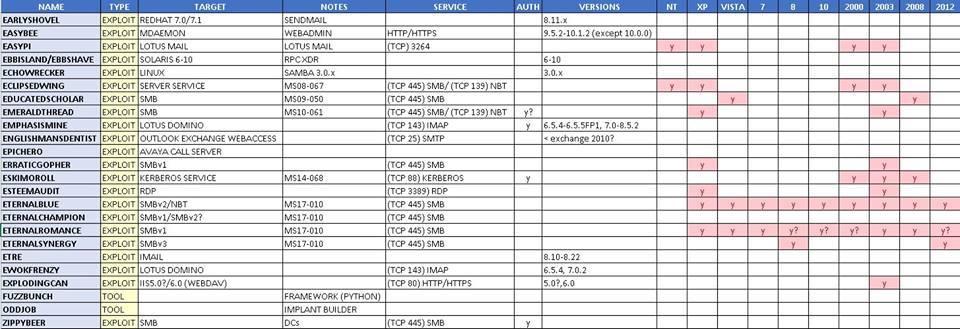 NAME TYPE TARGET NOTES SERVICE AUTH VERSIONS NT XP VISTA 7 8 10 2000 2003 2008 2012
EARLYSHOVEL EXPLOIT REDHAT 7.0/7.1 SENDMAIL 8.11.x
EASYBEE EXPLOIT MDAEMON WEBADMIN HTTP/HTTPS 9.5.2-10.1.2 (except 10.0.0)
EASYPI EXPLOIT LOTUS MAIL LOTUS MAIL (TCP) 3264 y y y y
EBBISLAND/EBBSHAVE EXPLOIT SOLARIS 6-10 RPC XDR 6-10
ECHOWRECKER EXPLOIT LINUX SAMBA 3.0.x 3.0.x
ECLIPSEDWING EXPLOIT SERVER SERVICE MS08-067 (TCP 445) SMB/ (TCP 139) NBT y y y y
EDUCATEDSCHOLAR EXPLOIT SMB MS09-050 (TCP 445) SMB y y
EMERALDTHREAD EXPLOIT SMB MS10-061 (TCP 445) SMB/ (TCP 139) NBT y? y y
EMPHASISMINE EXPLOIT LOTUS DOMINO (TCP 143) IMAP y 6.5.4-6.5.5FP1, 7.0-8.5.2
ENGLISHMANSDENTIST EXPLOIT OUTLOOK EXCHANGE WEBACCESS (TCP 25) SMTP < exchange 2010?
EPICHERO EXPLOIT AVAYA CALL SERVER
ERRATICGOPHER EXPLOIT SMBv1 (TCP 445) SMB y y
ESKIMOROLL EXPLOIT KERBEROS SERVICE MS14-068 (TCP 88) KERBEROS y y y y
ESTEEMAUDIT EXPLOIT RDP (TCP 3389) RDP y y
ETERNALBLUE EXPLOIT SMBv2/NBT MS17-010 (TCP 445) SMB y y y y y y y y y
ETERNALCHAMPION EXPLOIT SMBv1/SMBv2? MS17-010 (TCP 445) SMB
ETERNALROMANCE EXPLOIT SMBv1 MS17-010 (TCP 445) SMB y y y y? y? y? y y y?
ETERNALSYNERGY EXPLOIT SMBv3 MS17-010 (TCP 445) SMB y y
ETRE EXPLOIT IMAIL 8.10-8.22
EWOKFRENZY EXPLOIT LOTUS DOMINO (TCP 143) IMAP 6.5.4, 7.0.2
EXPLODINGCAN EXPLOIT IIS5.0?/6.0 (WEBDAV) (TCP 80) HTTP/HTTPS 5.0?,6.0 y
FUZZBUNCH TOOL FRAMEWORK (PYTHON)
ODDJOB TOOL IMPLANT BUILDER
ZIPPYBEER EXPLOIT SMB DCs (TCP 445) SMB y